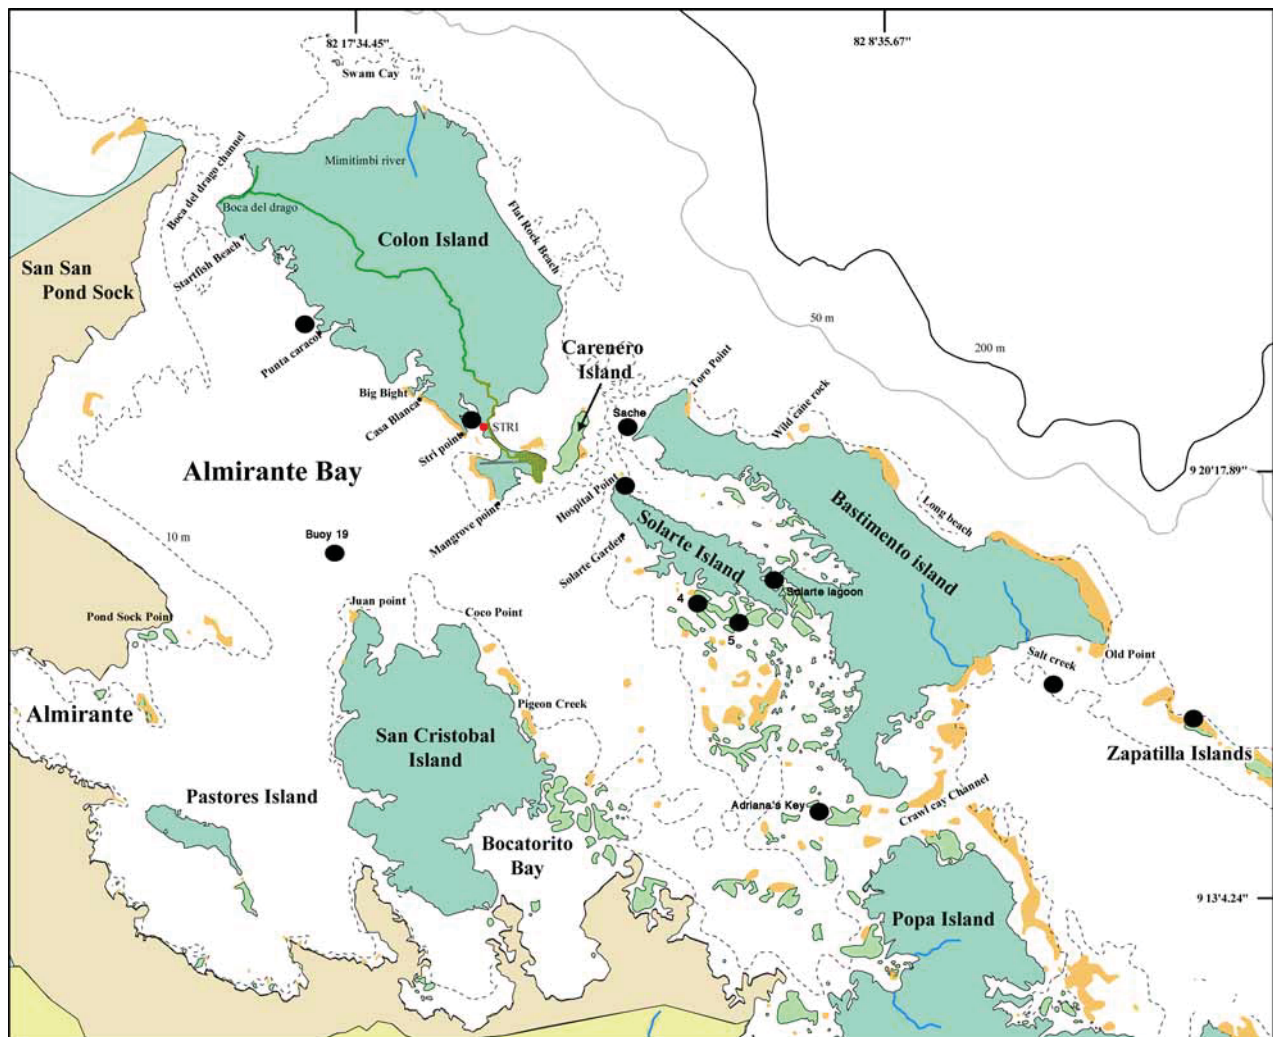 82 17'34.45"
82 8'35.67"
Swam Cay
Boca del drago channel
Mimitimbi river
Boca del drago
Flat Rock Beach
Colon Island
Startfish Beach
San San
Pond Sock
50 m
200 m
Punta caracol
Carenero
Island
Toro Point
Big Bight
Casa Blanca
Stri point
STRI
Sache
Wild cane rock
Almirante Bay
9 20'17.89"
Hospital Point
Mangrove point
Long beach
Bastimento island
Solarte Island
Solarte Garden
Buoy 19
10 m
Solarte lagoon
4
5
Juan point
Coco Point
Pond Sock Point
Salt creek
Old Point
Almirante
Pigeon Creek
San Cristobal
Island
Zapatilla Islands
Pastores Island
Adriana's Key
Crawl cay Channel
Bocatorito
Bay
9 13'4.24"
Popa Island